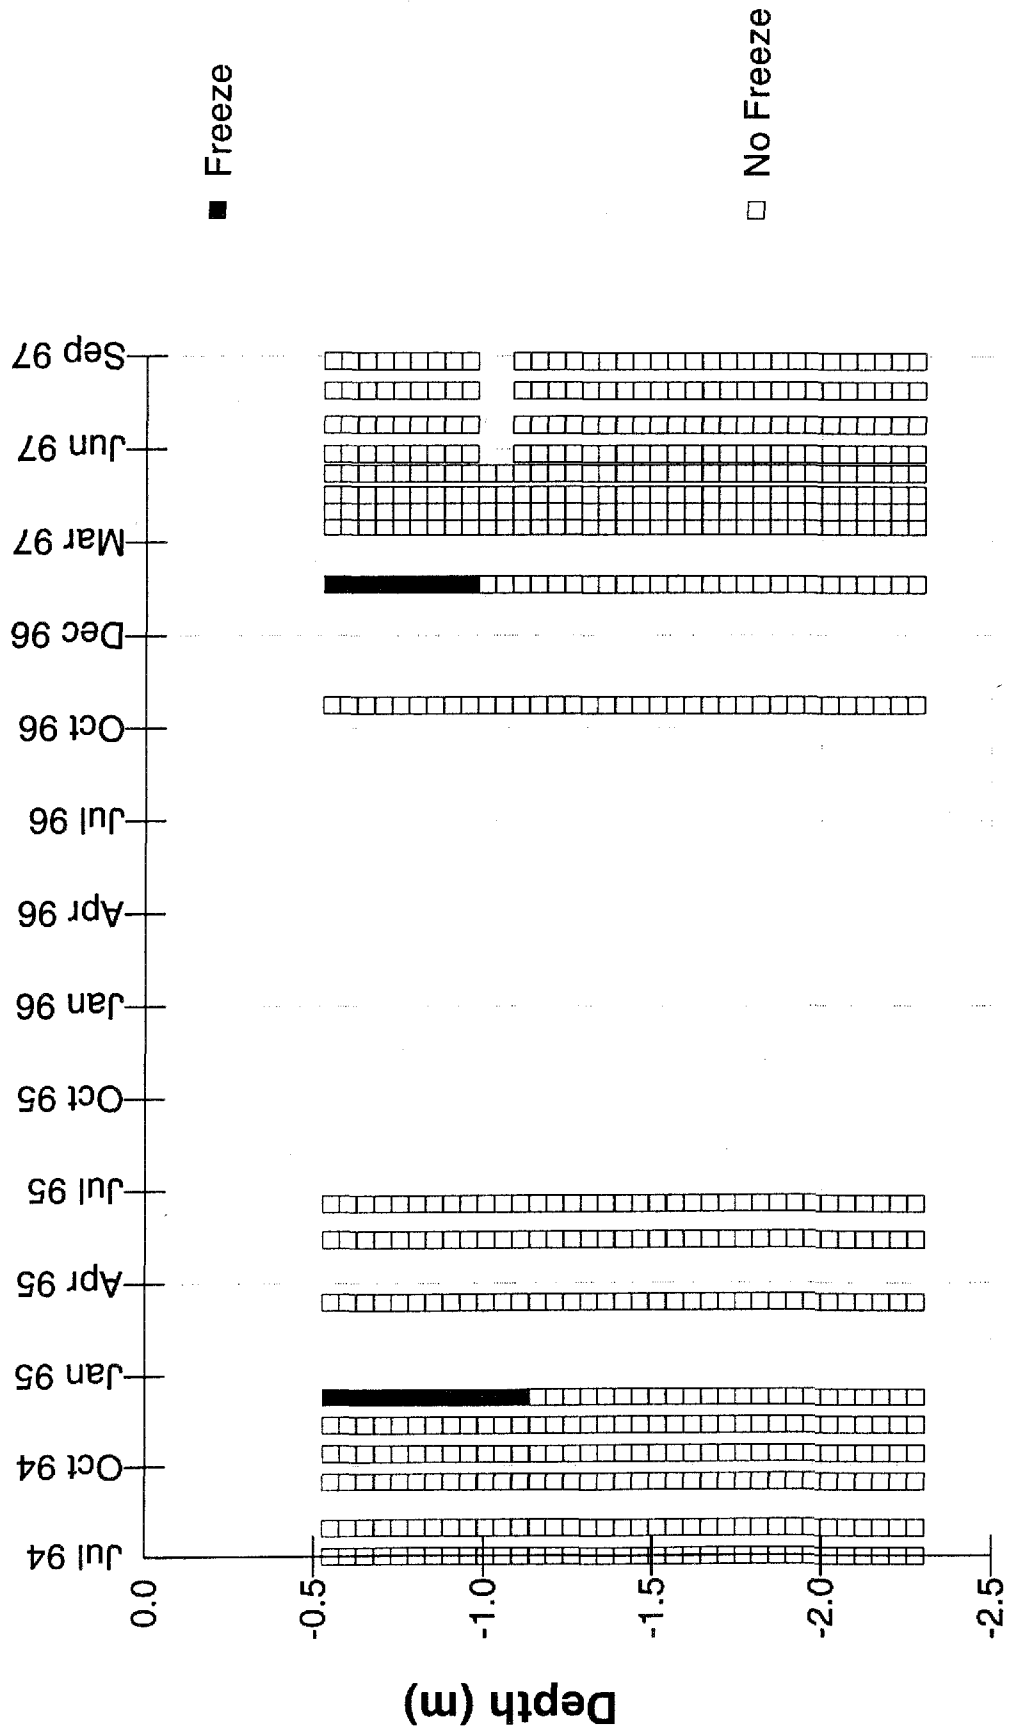 Depth (m)
0.0
-0.5
-1.0
-1.5
-2.0
-2.5
Jul 94
Oct 94
Jan 95
Apr 95
Jul 95
Oct 95
Jan 96
Apr 96
Jul 96
Oct 96
Dec 96
Mar 97
Jun 97
Sep 97
Freeze
No Freeze